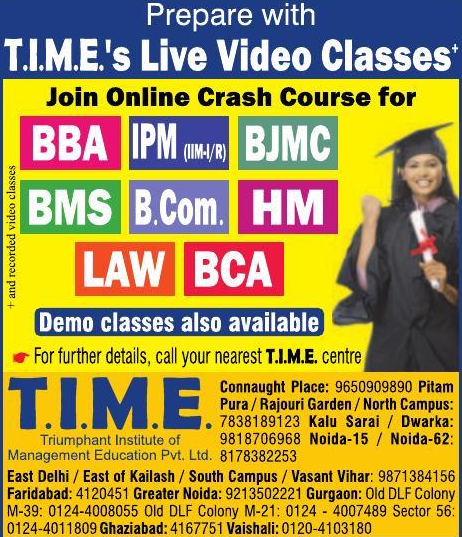 Prepare with
T.I.M.E.'s Live Video Classes+
Join Online Crash Course for
BBA IPM (IIM-I/R) BJMC
BMS B.Com. HM
LAW BCA
+ and recorded video classes
Demo classes also available
☛ For further details, call your nearest T.I.M.E. centre
T.I.M.E.
Triumphant Institute of
Management Education Pvt. Ltd.
Connaught Place: 9650909890 Pitam
Pura / Rajouri Garden / North Campus:
7838189123 Kalu Sarai / Dwarka:
9818706968 Noida-15 / Noida-62:
8178382253
East Delhi / East of Kailash / South Campus / Vasant Vihar: 9871384156
Faridabad: 4120451 Greater Noida: 9213502221 Gurgaon: Old DLF Colony
M-39: 0124-4008055 Old DLF Colony M-21: 0124 - 4007489 Sector 56:
0124-4011809 Ghaziabad: 4167751 Vaishali: 0120-4103180